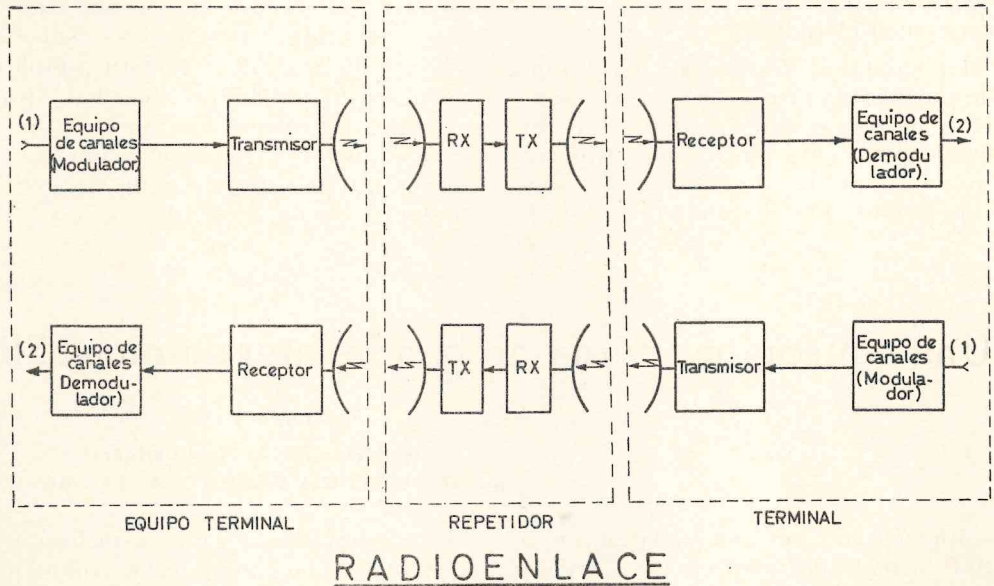 (1)
Equipo
de canales
(Modulador)
Transmisor
RX
TX
Receptor
Equipo de
canales
(Demodu
lador).
(2)
(2)
Equipo de
canales
Demodu-
lador)
Receptor
TX
RX
Transmisor
Equipo de
canales
(Modula-
dor)
(1)
EQUIPO TERMINAL
REPETIDOR
TERMINAL
RADIOENLACE